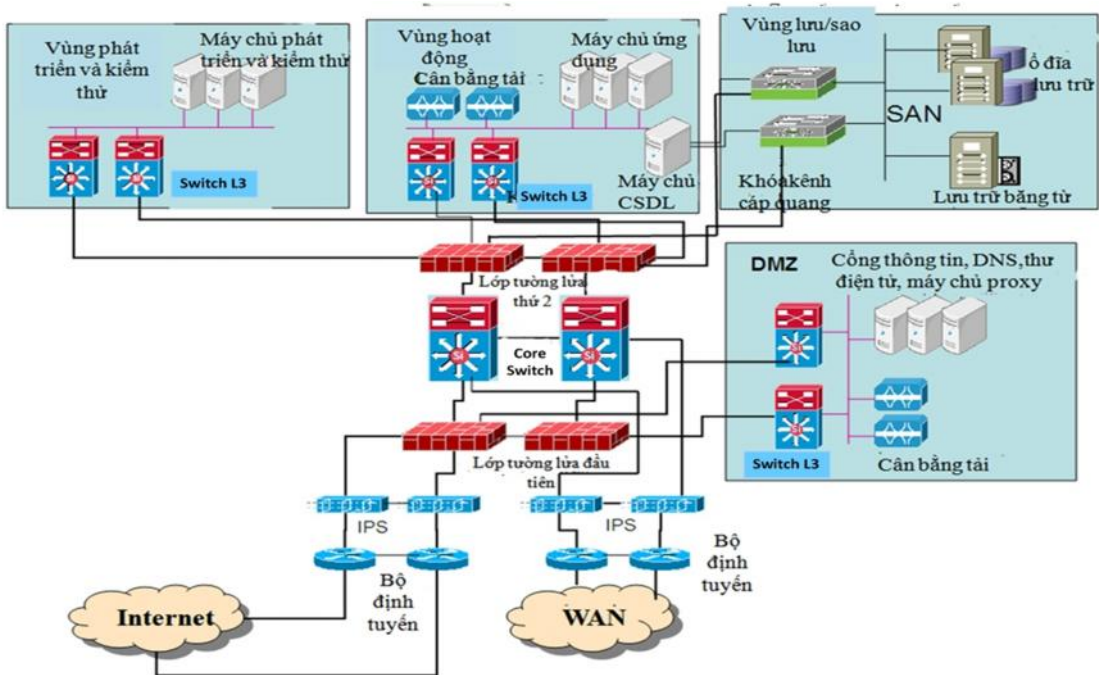 Vùng phát
triển và kiểm
thử
Máy chủ phát
triển và kiểm thử
Switch L3
Vùng hoạt
động
Cân bằng tải
Máy chủ ứng
dụng
Switch L3
Máy chủ
CSDL
Vùng lưu/sao
lưu
SAN
ổ đĩa
lưu trữ
Khóakênh
cáp quang
Lưu trữ băng từ
Lớp tường lửa
thứ 2
Core
Switch
DMZ
Cổng thông tin, DNS,thư
điện tử, máy chủ proxy
Switch L3
Cân bằng tải
Lớp tường lửa đầu
tiên
IPS
IPS
Bộ
định
tuyến
Bộ
định
tuyến
Internet
WAN